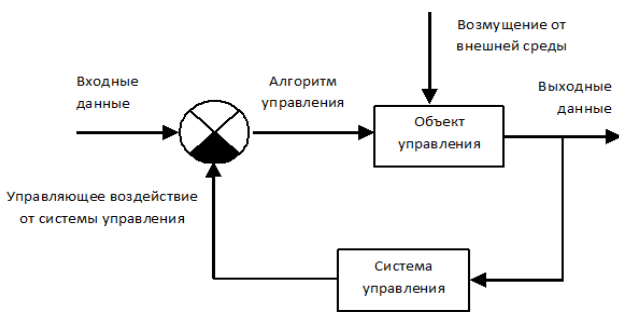 Возмущение от
внешней среды
Входные
данные
Алгоритм
управления
Выходные
данные
Объект
управления
Управляющее воздействие
от системы управления
Система
управления